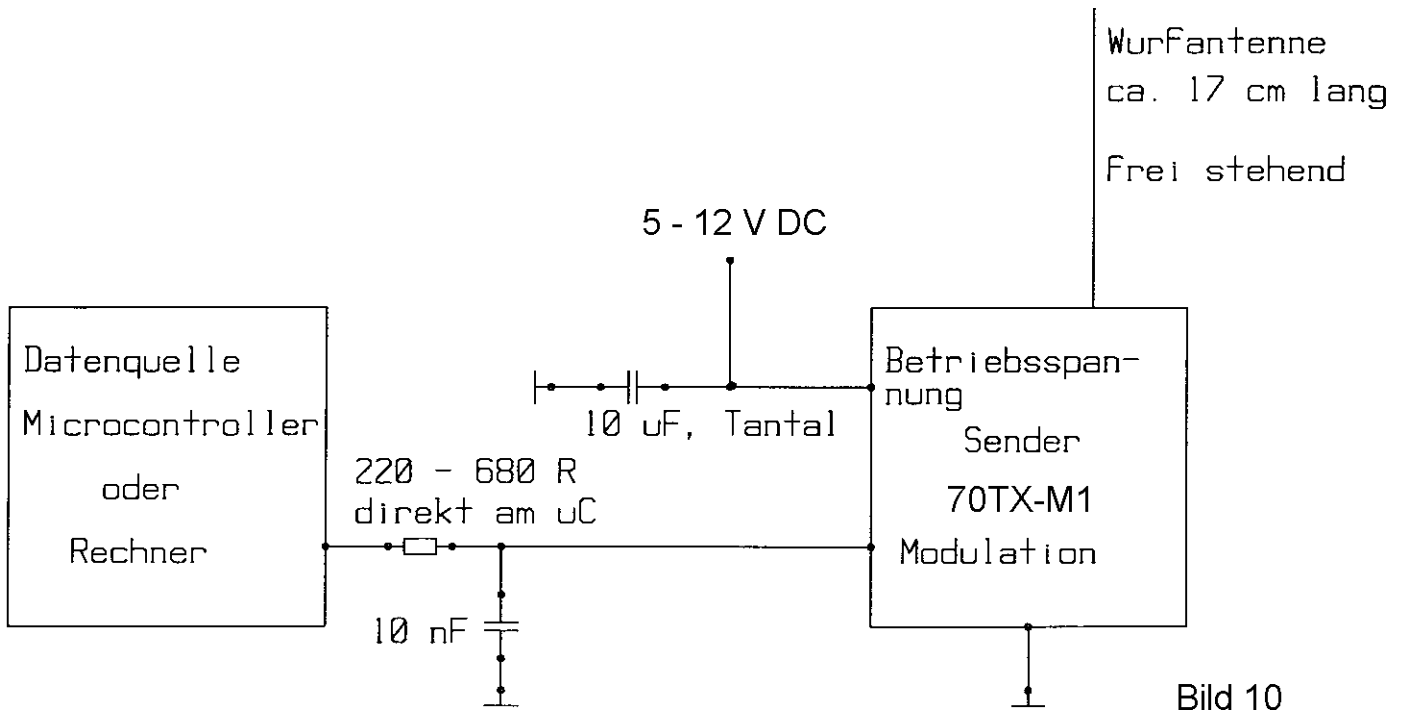 Wurfantenne
ca. 17 cm lang
frei stehend
5 - 12 V DC
Datenquelle
Microcontroller
oder
Rechner
10 uF, Tantal
220 - 680 R
direkt am uC
10 nF
Betriebsspan-
nung
Sender
70TX-M1
Modulation
Bild 10